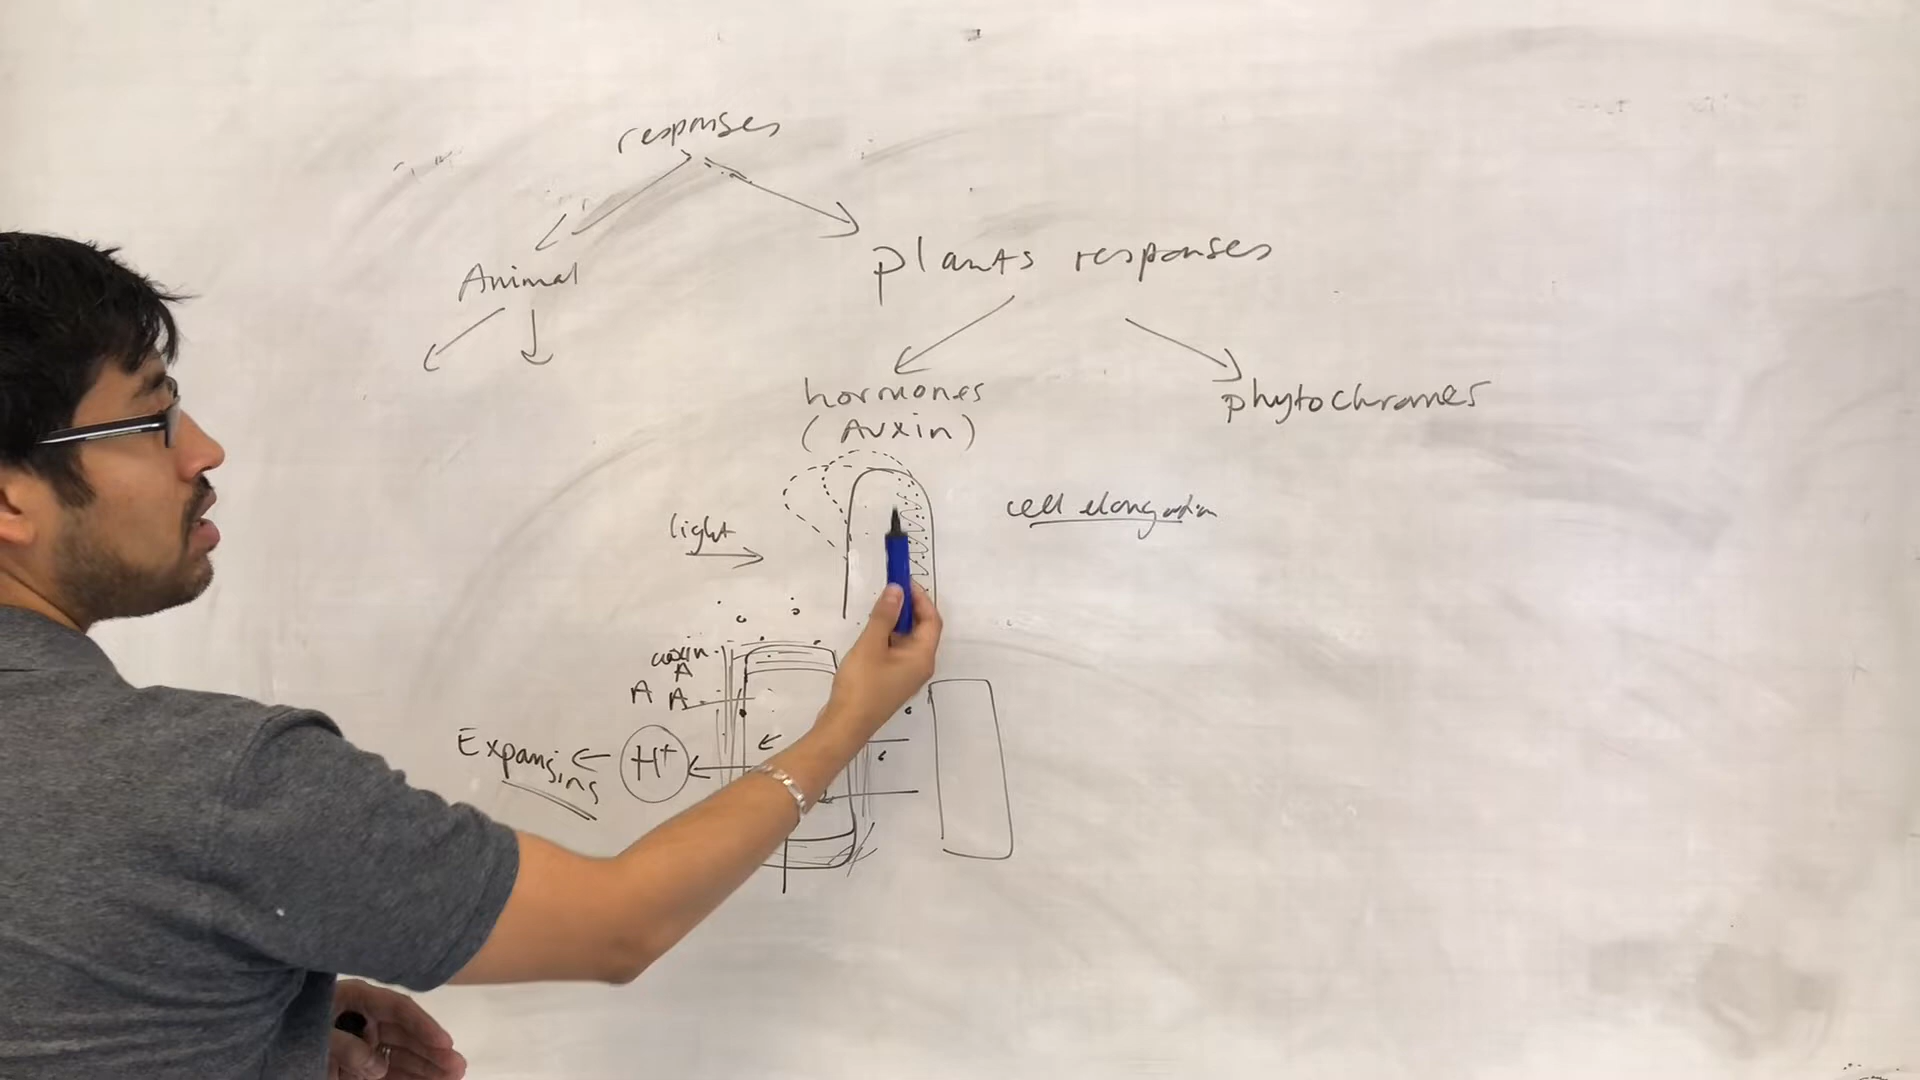 responses
Animal
plants responses
hormones
(Auxin)
phytochromes
cell elongation
light
auxin
A
A A
Expansins
H+